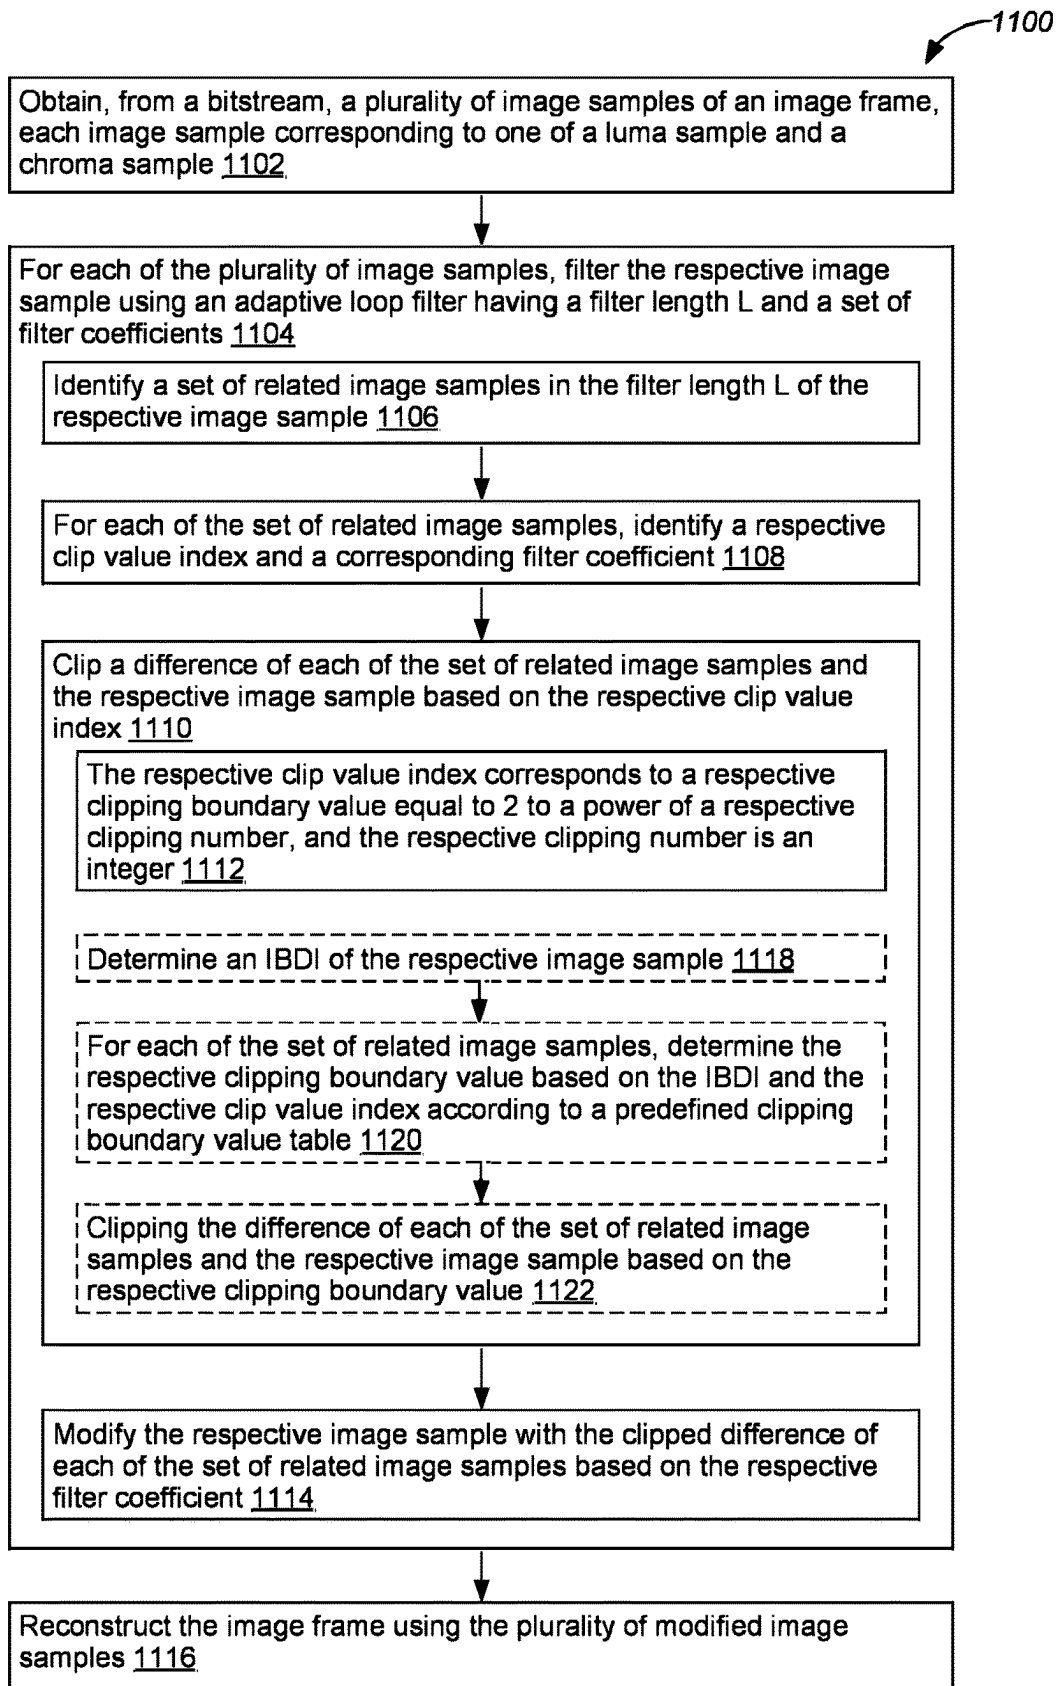 1100
Obtain, from a bitstream, a plurality of image samples of an image frame,
each image sample corresponding to one of a luma sample and a
chroma sample 1102
For each of the plurality of image samples, filter the respective image
sample using an adaptive loop filter having a filter length L and a set of
filter coefficients 1104
Identify a set of related image samples in the filter length L of the
respective image sample 1106
For each of the set of related image samples, identify a respective
clip value index and a corresponding filter coefficient 1108
Clip a difference of each of the set of related image samples and
the respective image sample based on the respective clip value
index 1110
The respective clip value index corresponds to a respective
clipping boundary value equal to 2 to a power of a respective
clipping number, and the respective clipping number is an
integer 1112
Determine an IBDI of the respective image sample 1118
For each of the set of related image samples, determine the
respective clipping boundary value based on the IBDI and the
respective clip value index according to a predefined clipping
boundary value table 1120
Clipping the difference of each of the set of related image
samples and the respective image sample based on the
respective clipping boundary value 1122
Modify the respective image sample with the clipped difference of
each of the set of related image samples based on the respective
filter coefficient 1114
Reconstruct the image frame using the plurality of modified image
samples 1116